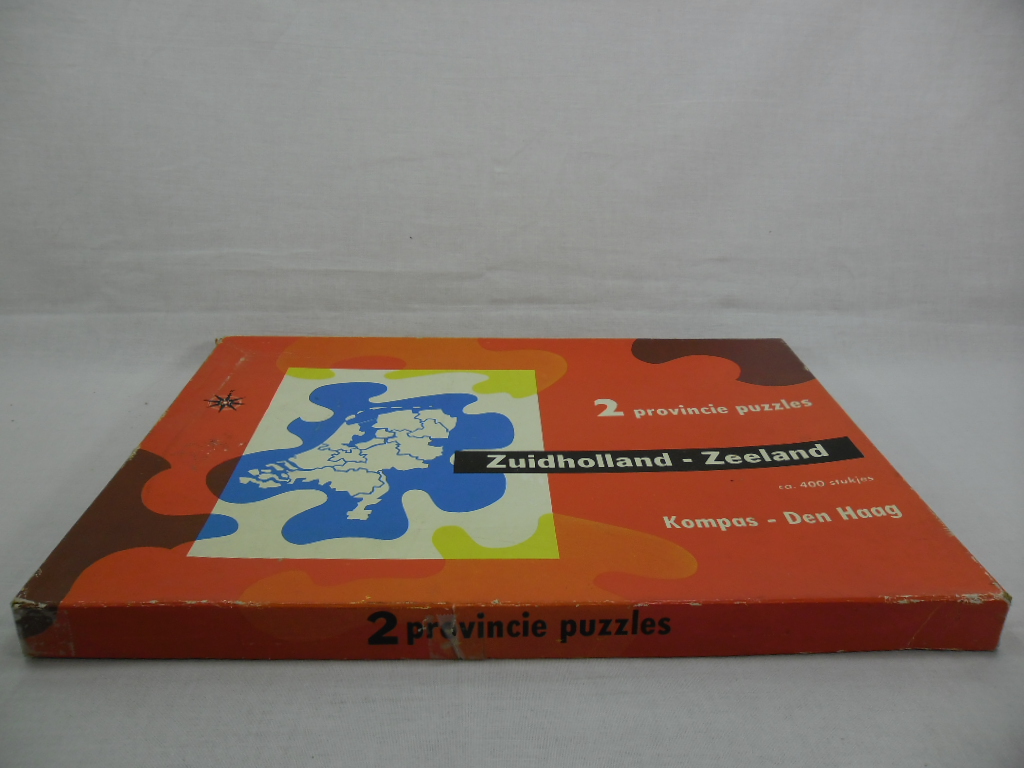 2 provincie puzzles
Zuidholland - Zeeland
ca. 400 stukjes
Kompas - Den Haag
2 provincie puzzles